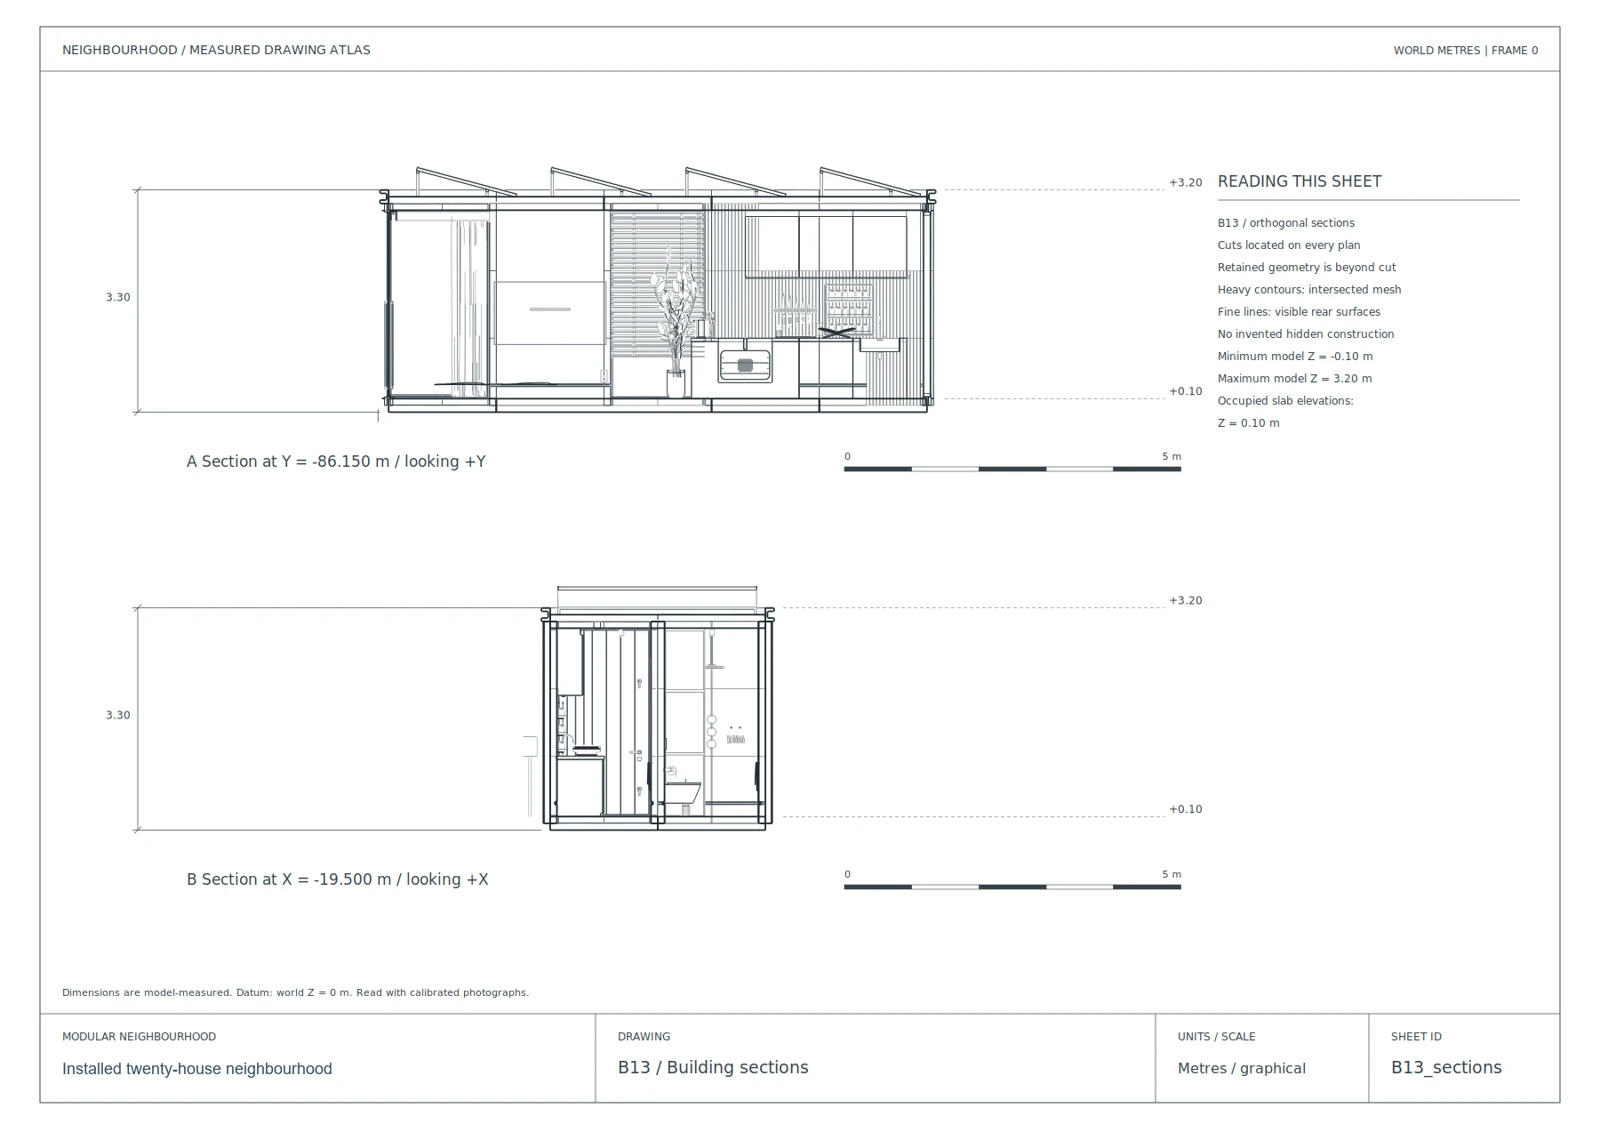 NEIGHBOURHOOD / MEASURED DRAWING ATLAS
WORLD METRES | FRAME 0
+3.20
READING THIS SHEET
B13 / orthogonal sections
Cuts located on every plan
Retained geometry is beyond cut
Heavy contours: intersected mesh
Fine lines: visible rear surfaces
No invented hidden construction
Minimum model Z = -0.10 m
Maximum model Z = 3.20 m
Occupied slab elevations:
Z = 0.10 m
3.30
+0.10
A Section at Y = -86.150 m / looking +Y
0
5 m
+3.20
3.30
+0.10
B Section at X = -19.500 m / looking +X
0
5 m
Dimensions are model-measured. Datum: world Z = 0 m. Read with calibrated photographs.
MODULAR NEIGHBOURHOOD
Installed twenty-house neighbourhood
DRAWING
B13 / Building sections
UNITS / SCALE
Metres / graphical
SHEET ID
B13_sections